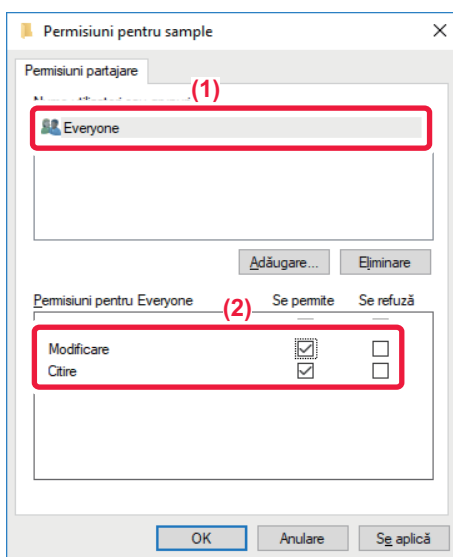 Permisiuni pentru sample
Permisiuni partajare
(1)
Everyone
Adăugare... Eliminare
Permisiuni pentru Everyone (2) Se permite Se refuză
Modificare
Citire
OK Anulare Se aplică